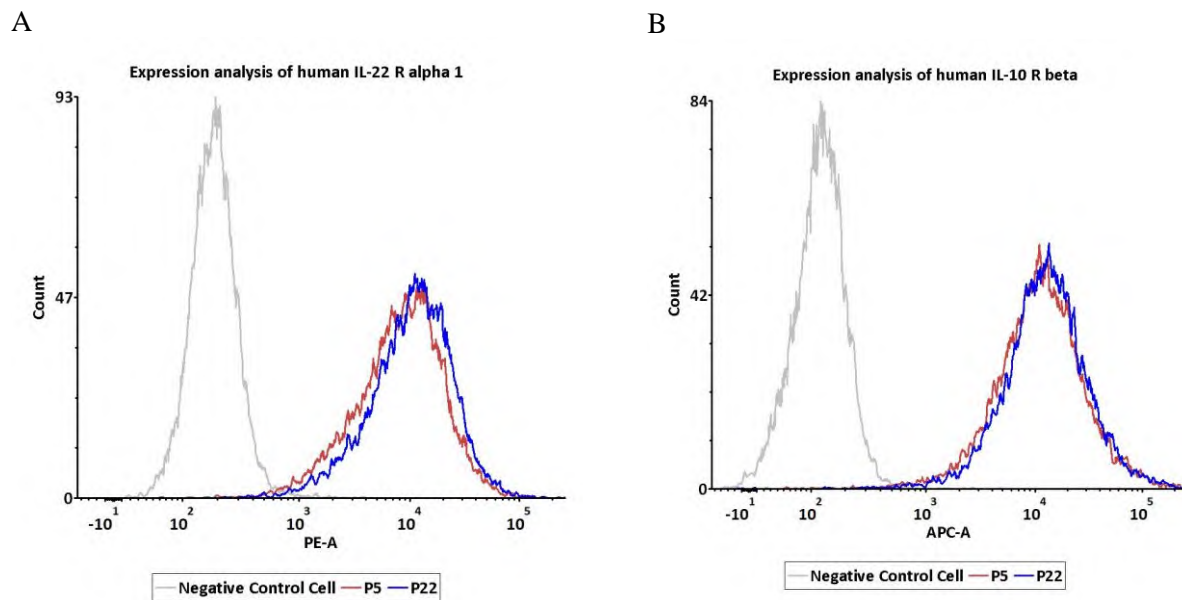 A
Expression analysis of human IL-22 R alpha 1
93
47
0
Count
-10^1
10^2
10^3
10^4
10^5
PE-A
Negative Control Cell
P5
P22
B
Expression analysis of human IL-10 R beta
84
42
0
Count
-10^1
10^2
10^3
10^4
10^5
APC-A
Negative Control Cell
P5
P22